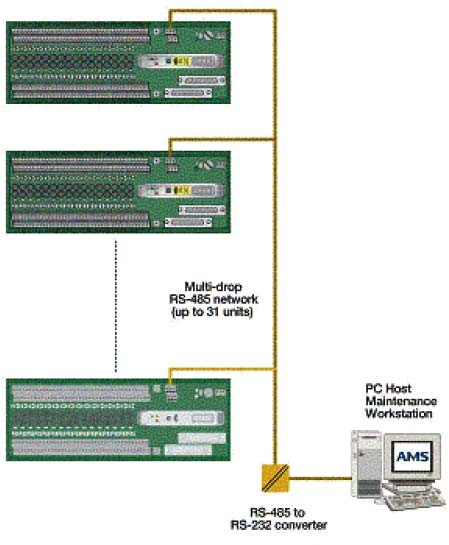 Multi-drop
RS-485 network
(up to 31 units)
PC Host
Maintenance
Workstation
AMS
RS-485 to
RS-232 converter